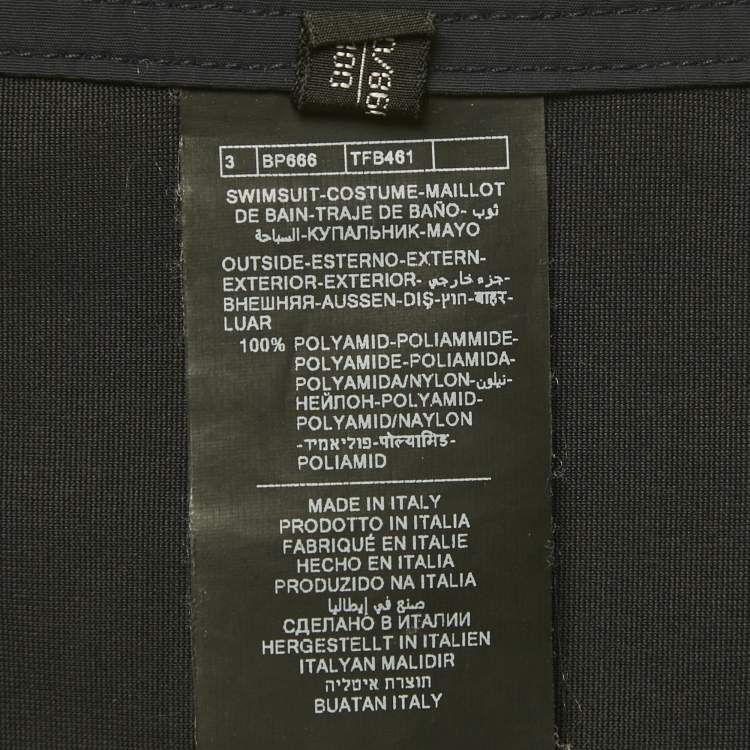 3 BP666 TFB461
SWIMSUIT-COSTUME-MAILLOT
DE BAIN-TRAJE DE BAÑO- ثوب
السباحة-КУПАЛЬНИК-MAYO
OUTSIDE-ESTERNO-EXTERN-
EXTERIOR-EXTERIOR-جزء خارجي-
ВНЕШНЯЯ-AUSSEN-DIŞ-חוץ-बाहर-
LUAR
100% POLYAMID-POLIAMMIDE-
POLYAMIDE-POLIAMIDA-
POLYAMIDA/NYLON-نيلون-
НЕЙЛОН-POLYAMID-
POLYAMID/NAYLON
-פוליאמיד-पोल्यामिड-
POLIAMID
MADE IN ITALY
PRODOTTO IN ITALIA
FABRIQUÉ EN ITALIE
HECHO EN ITALIA
PRODUZIDO NA ITALIA
صنع في إيطاليا
СДЕЛАНО В ИТАЛИИ
HERGESTELLT IN ITALIEN
ITALYAN MALIDIR
תוצרת איטליה
BUATAN ITALY